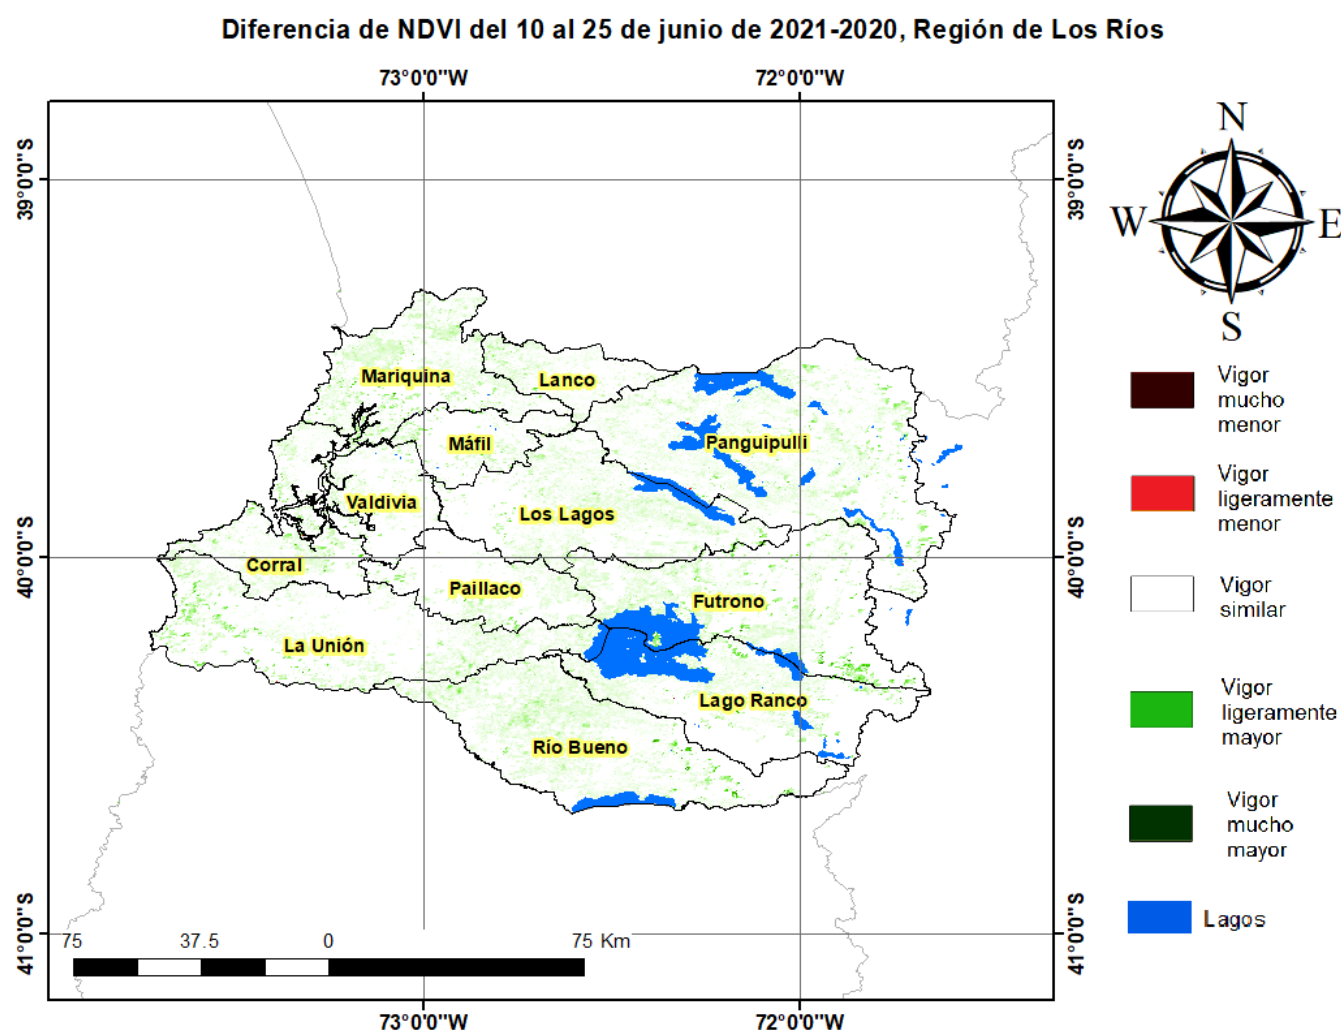 Diferencia de NDVI del 10 al 25 de junio de 2021-2020, Región de Los Ríos
73°0'0"W
72°0'0"W
39°0'0"S
39°0'0"S
N
W
E
S
Mariquina
Lanco
Máfil
Panguipulli
Valdivia
Los Lagos
40°0'0"S
40°0'0"S
Corral
Paillaco
Futrono
La Unión
Lago Ranco
Río Bueno
Vigor
mucho
menor
Vigor
ligeramente
menor
Vigor
similar
Vigor
ligeramente
mayor
Vigor
mucho
mayor
Lagos
41°0'0"S
41°0'0"S
75
37.5
0
75 Km
73°0'0"W
72°0'0"W